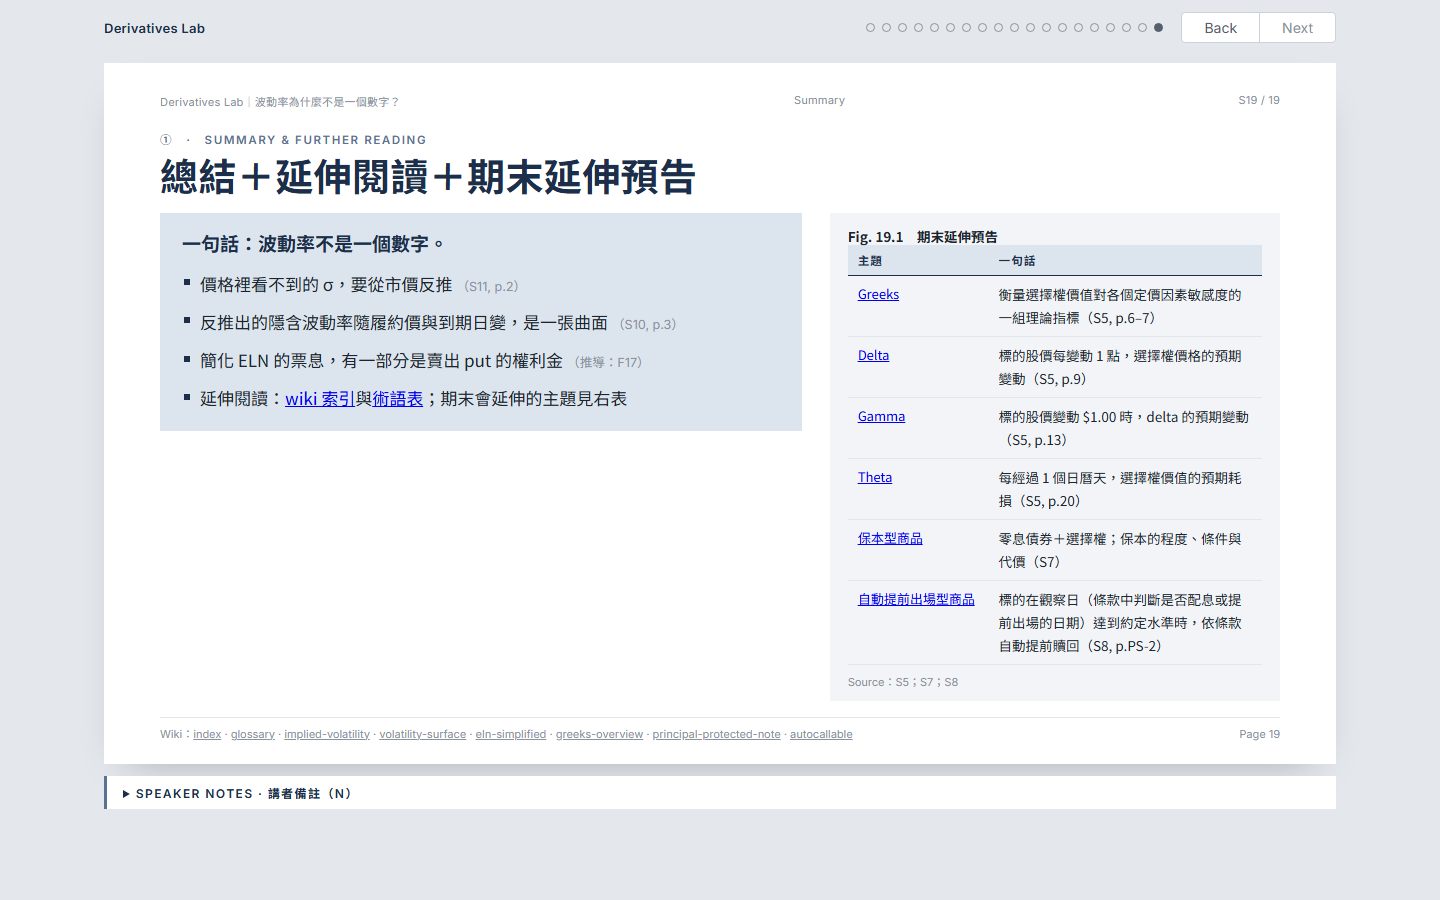 Derivatives Lab
Back
Next
Derivatives Lab｜波動率為什麼不是一個數字？
Summary
S19 / 19
① · SUMMARY & FURTHER READING
總結＋延伸閱讀＋期末延伸預告
一句話：波動率不是一個數字。
價格裡看不到的 σ，要從市價反推（S11, p.2）
反推出的隱含波動率隨履約價與到期日變，是一張曲面（S10, p.3）
簡化 ELN 的票息，有一部分是賣出 put 的權利金（推導：F17）
延伸閱讀：wiki 索引與術語表；期末會延伸的主題見右表
Fig. 19.1　期末延伸預告
主題
一句話
Greeks
衡量選擇權價值對各個定價因素敏感度的
一組理論指標（S5, p.6–7）
Delta
標的股價每變動 1 點，選擇權價格的預期
變動（S5, p.9）
Gamma
標的股價變動 $1.00 時，delta 的預期變動
（S5, p.13）
Theta
每經過 1 個日曆天，選擇權價值的預期耗
損（S5, p.20）
保本型商品
零息債券＋選擇權；保本的程度、條件與
代價（S7）
自動提前出場型商品
標的在觀察日（條款中判斷是否配息或提
前出場的日期）達到約定水準時，依條款
自動提前贖回（S8, p.PS-2）
Source：S5；S7；S8
Wiki：index · glossary · implied-volatility · volatility-surface · eln-simplified · greeks-overview · principal-protected-note · autocallable
Page 19
▶ SPEAKER NOTES · 講者備註（N）